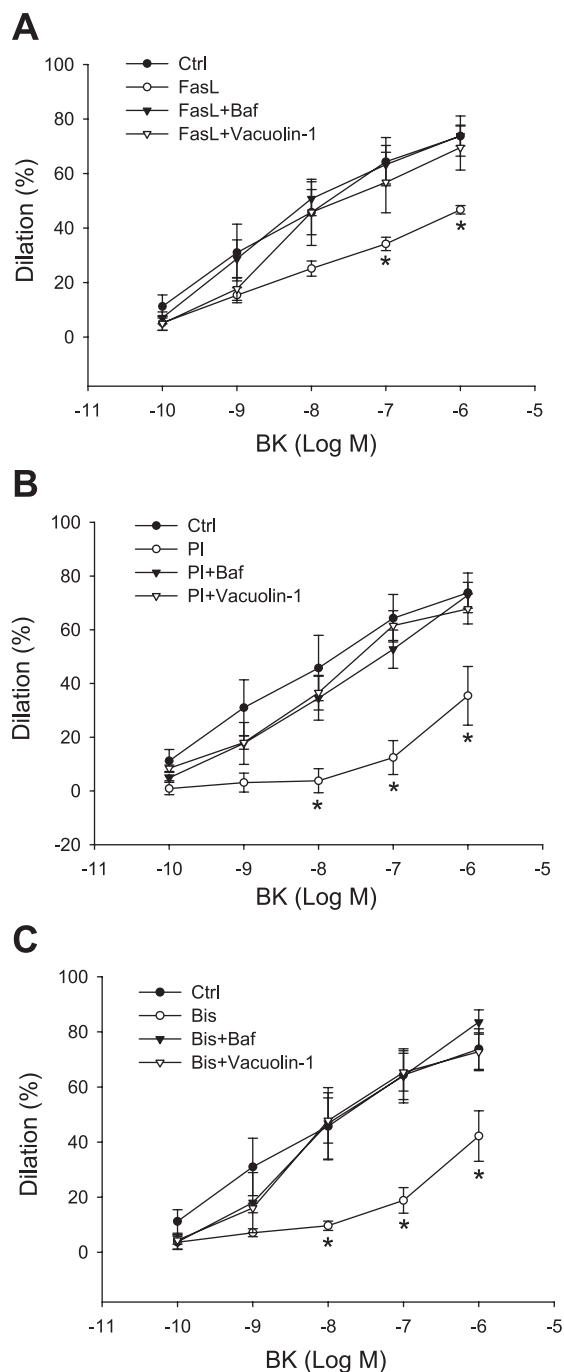 A
Ctrl
FasL
FasL+Baf
FasL+Vacuolin-1
100
80
60
40
20
0
Dilation (%)
*
*
-11 -10 -9 -8 -7 -6 -5
BK (Log M)
B
Ctrl
PI
PI+Baf
PI+Vacuolin-1
100
80
60
40
20
0
-20
Dilation (%)
*
*
*
-11 -10 -9 -8 -7 -6 -5
BK (Log M)
C
Ctrl
Bis
Bis+Baf
Bis+Vacuolin-1
100
80
60
40
20
0
Dilation (%)
*
*
*
-11 -10 -9 -8 -7 -6 -5
BK (Log M)